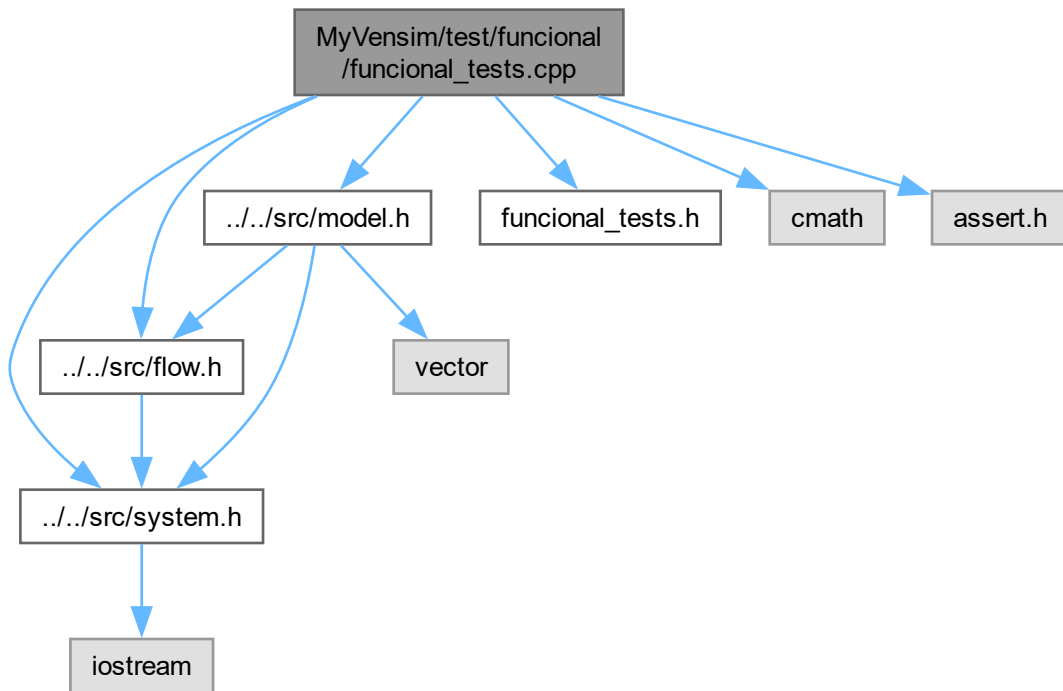 MyVensim/test/funcional
/funcional_tests.cpp
../../src/model.h
funcional_tests.h
cmath
assert.h
../../src/flow.h
vector
../../src/system.h
iostream